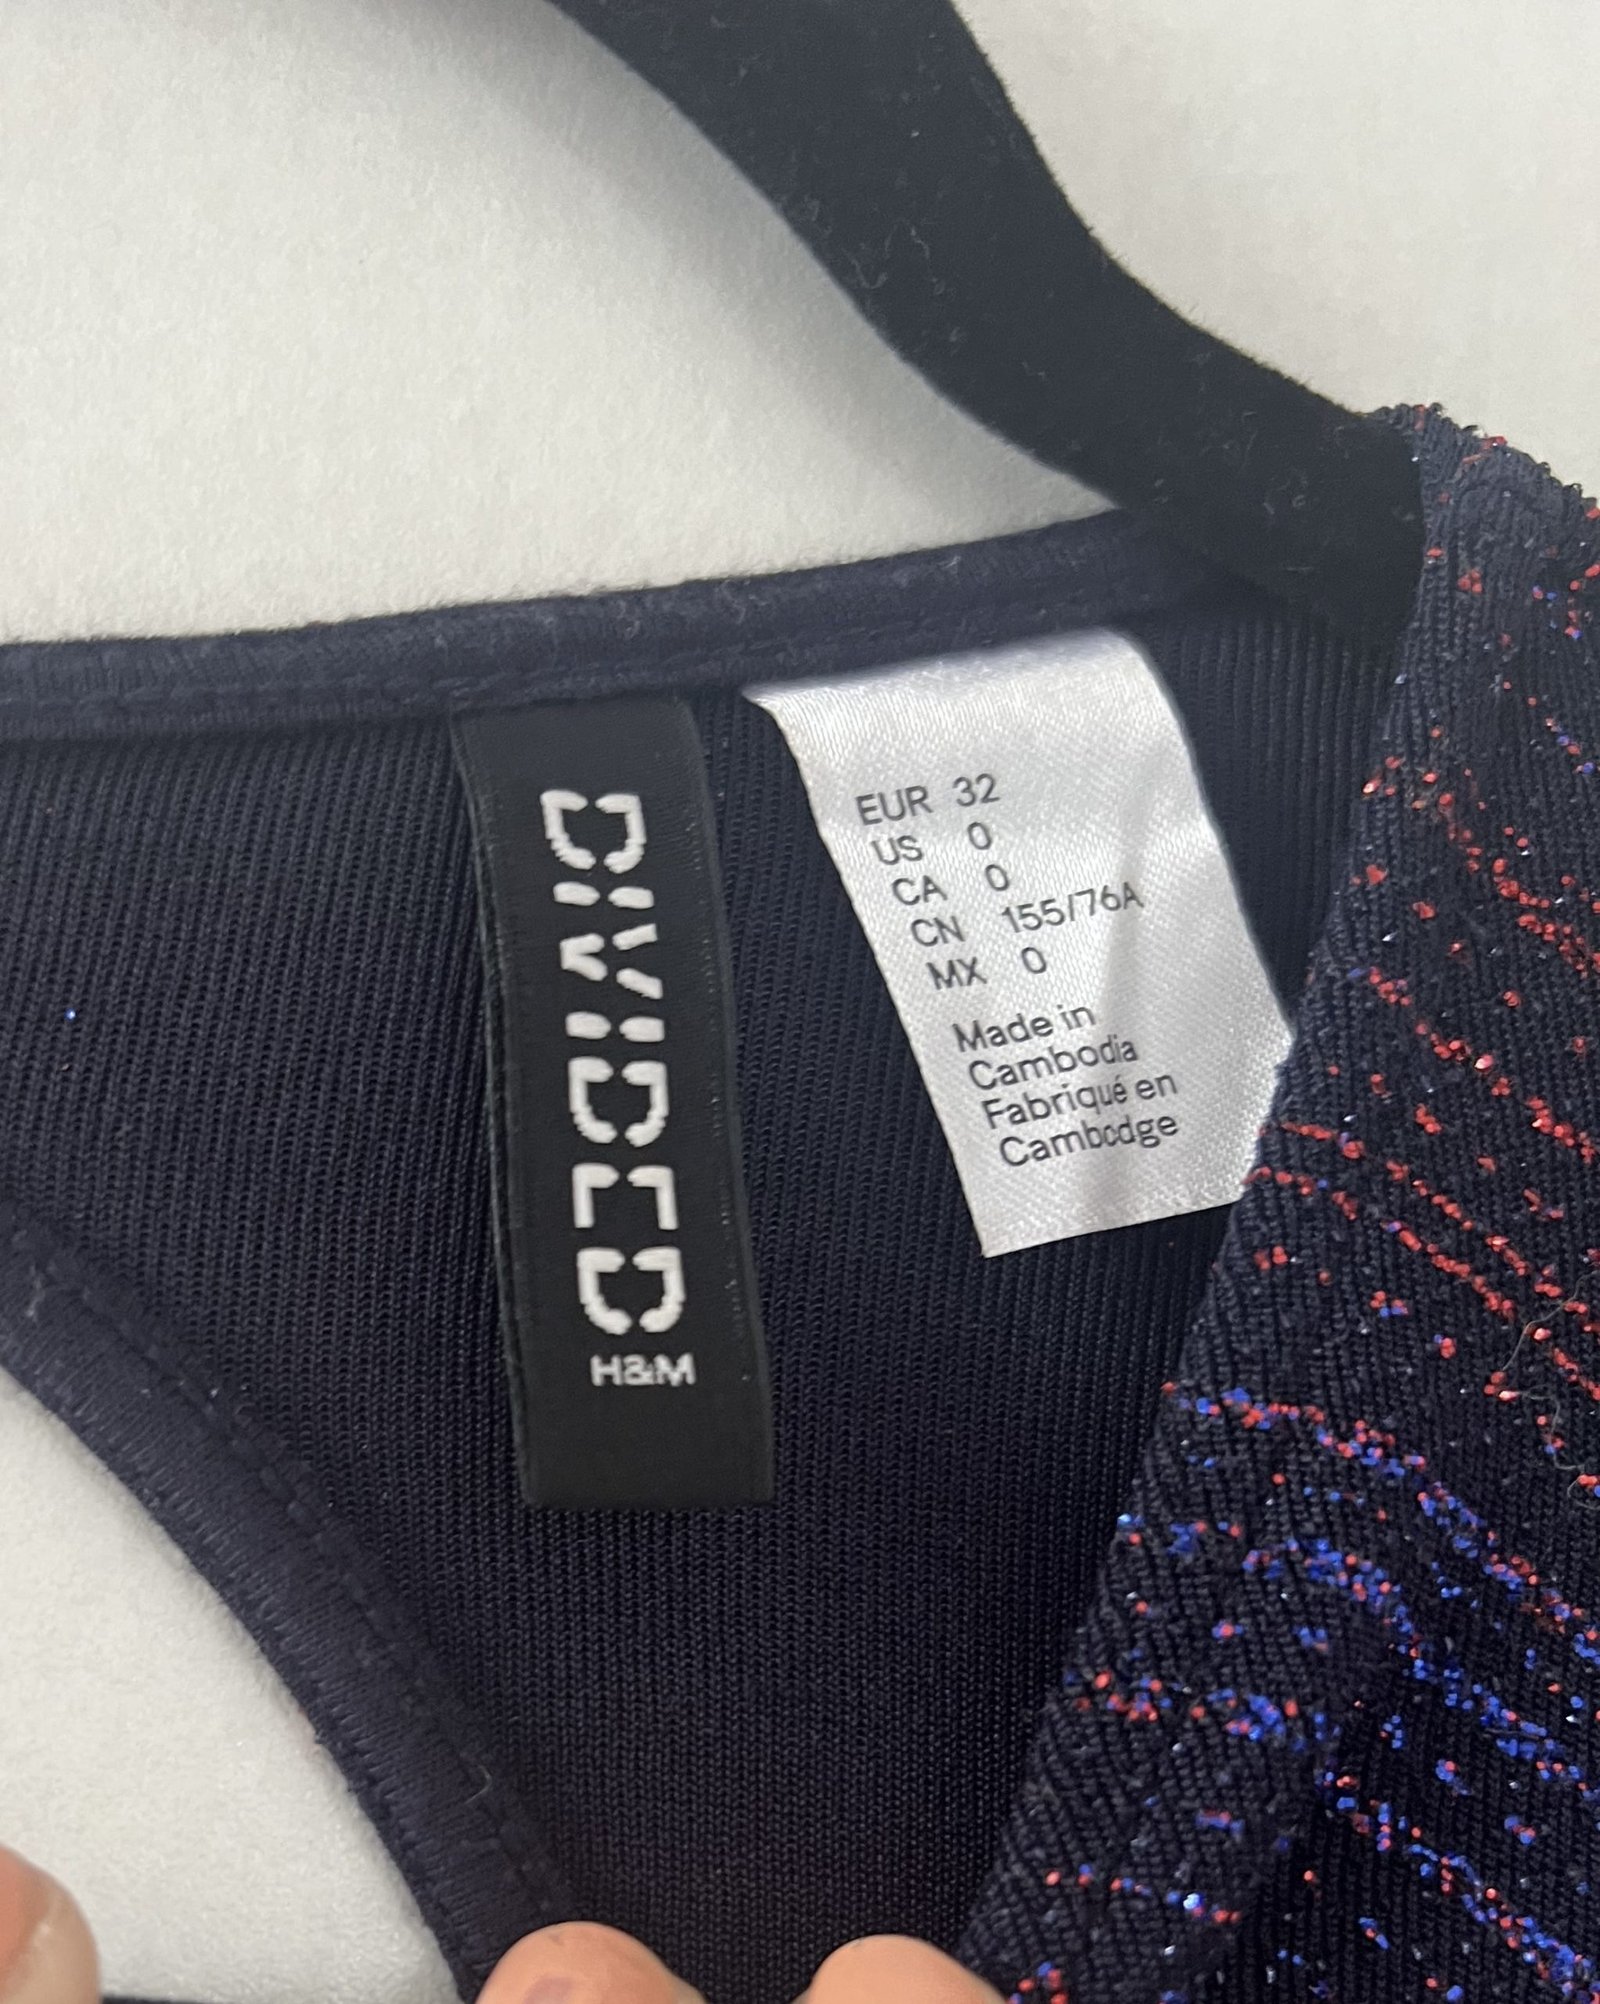 DIVIDED
H&M
EUR 32
US 0
CA 0
CN 155/76A
MX 0
Made in
Cambodia
Fabriqué en
Cambodge